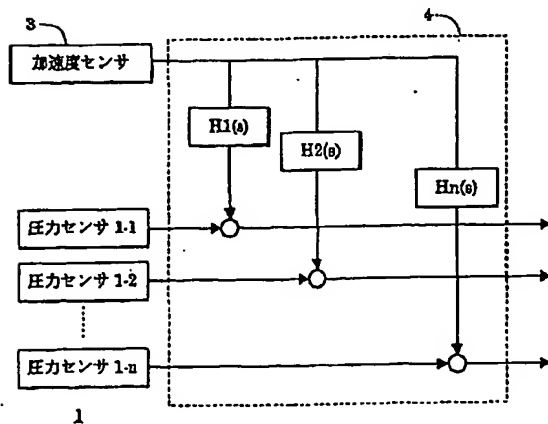 3
4
加速度センサ
H1(s)
H2(s)
Hn(s)
圧力センサ 1-1
圧力センサ 1-2
圧力センサ 1-n
1